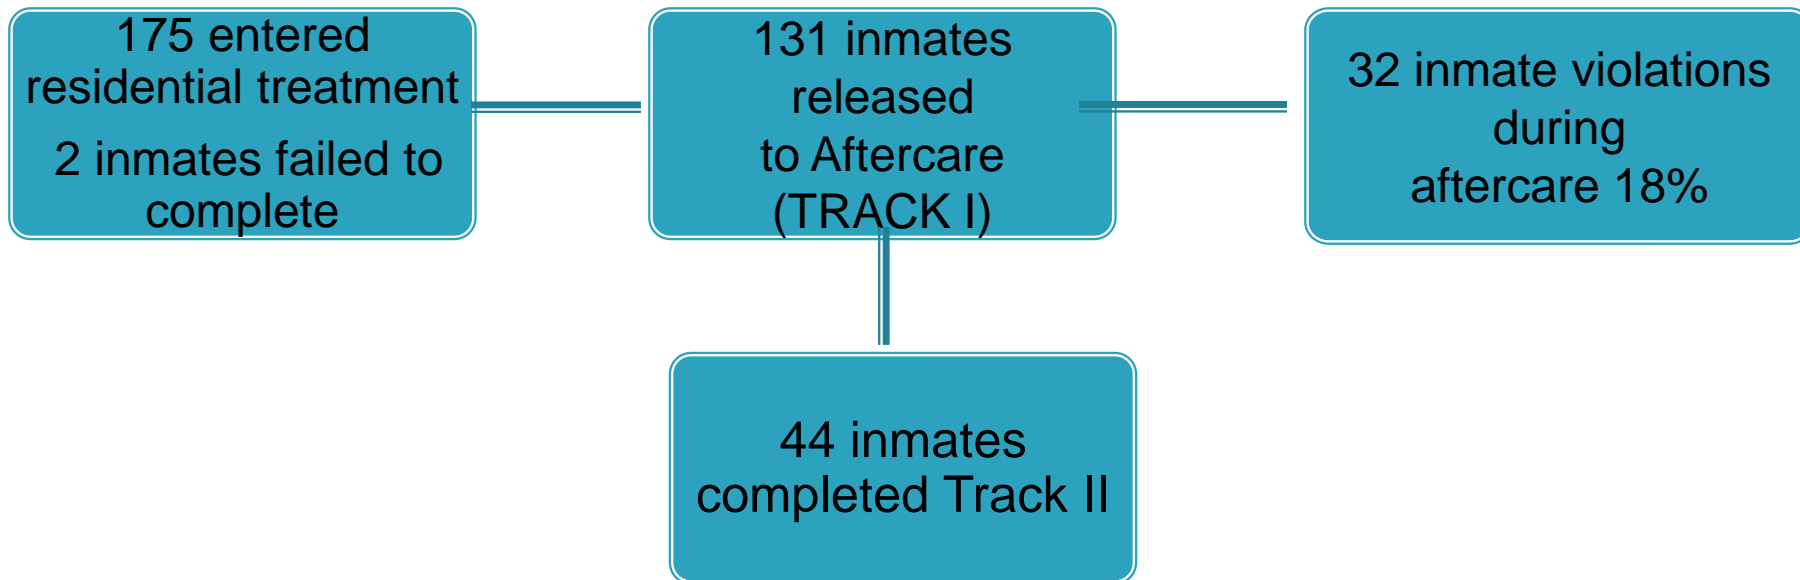 175 entered
residential treatment
2 inmates failed to
complete
131 inmates
released
to Aftercare
(TRACK I)
32 inmate violations
during
aftercare 18%
44 inmates
completed Track II